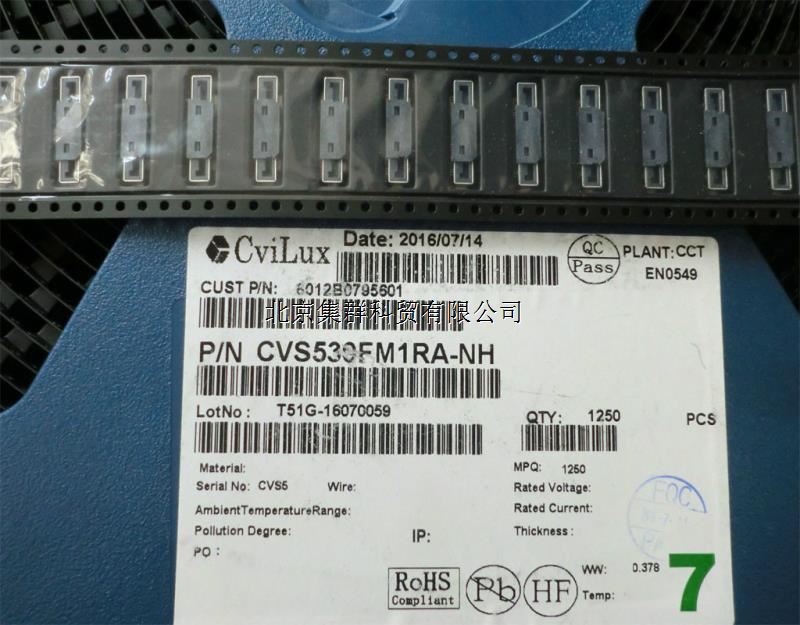 CviLux Date: 2016/07/14
QC Pass
PLANT: CCT
EN0549
CUST P/N: 6012B0795601
北京集群科贸有限公司
P/N CVS539FM1RA-NH
LotNo : T51G-16070059
QTY: 1250 PCS
Material:
MPQ: 1250
Serial No: CVS5 Wire:
Rated Voltage:
AmbientTemperatureRange:
Rated Current:
Pollution Degree:
IP:
Thickness :
PO :
FQC
RoHS Compliant
Pb
HF
WW: 0.378
Temp:
7